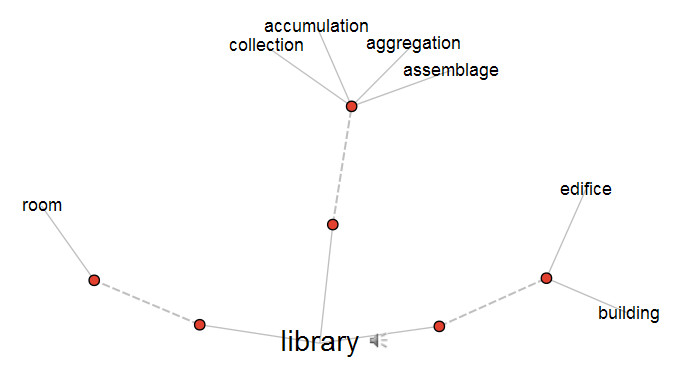 accumulation
collection
aggregation
assemblage
edifice
room
building
library